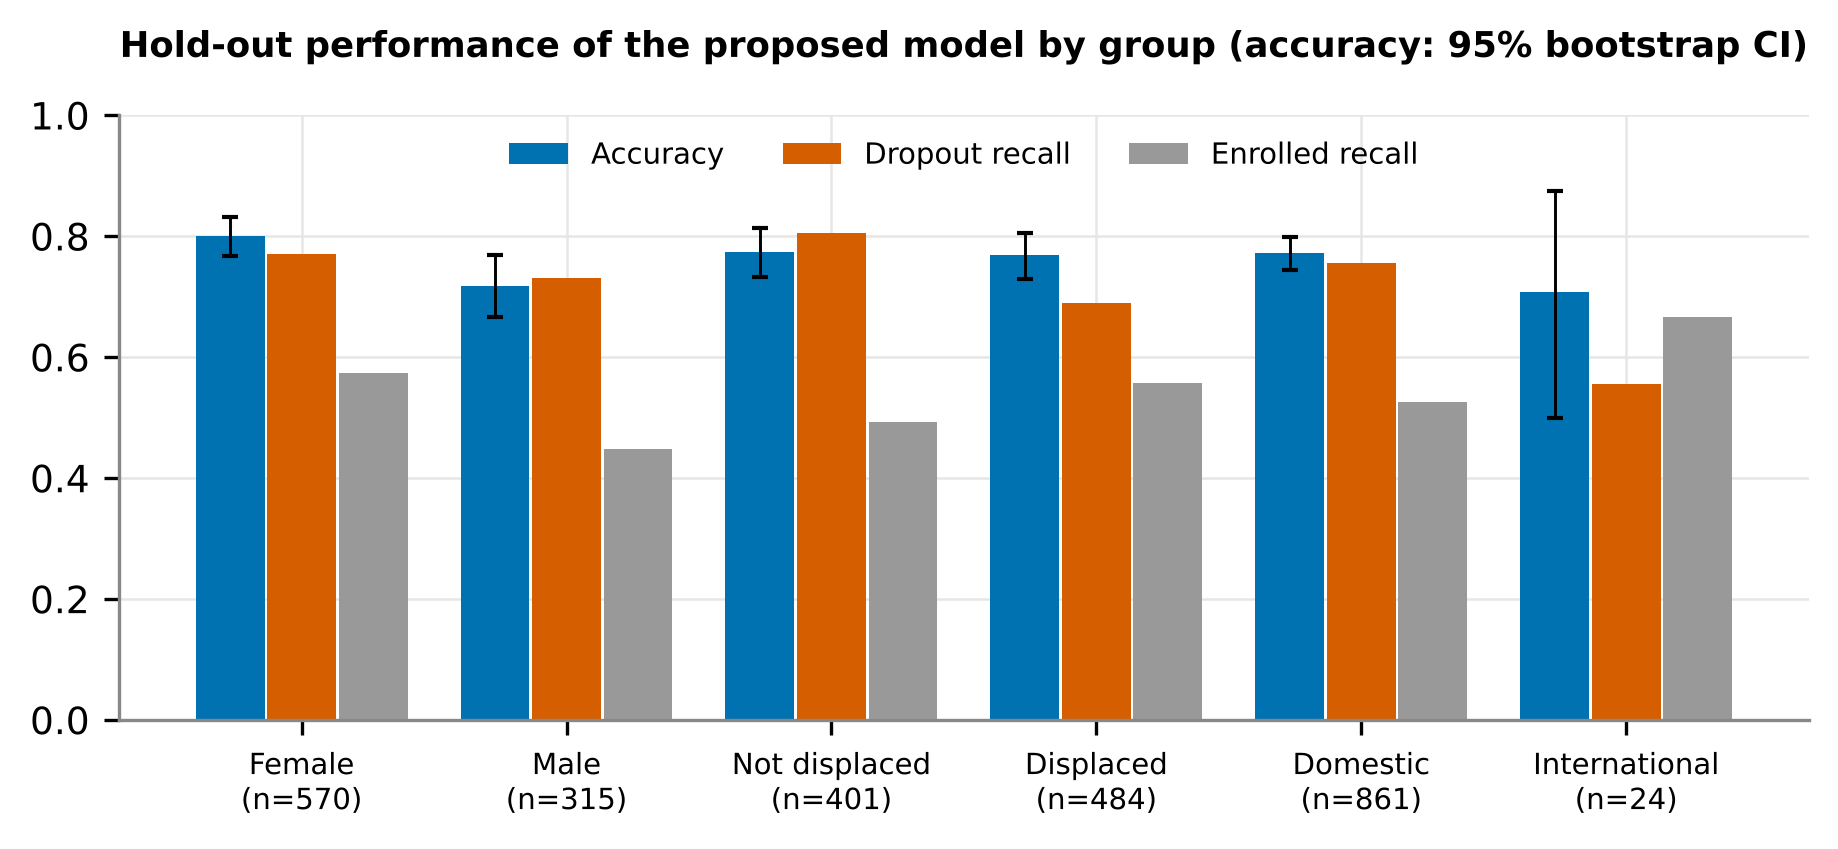 Hold-out performance of the proposed model by group (accuracy: 95% bootstrap CI)
Accuracy Dropout recall Enrolled recall
1.0
0.8
0.6
0.4
0.2
0.0
Female Male Not displaced Displaced Domestic International
(n=570) (n=315) (n=401) (n=484) (n=861) (n=24)